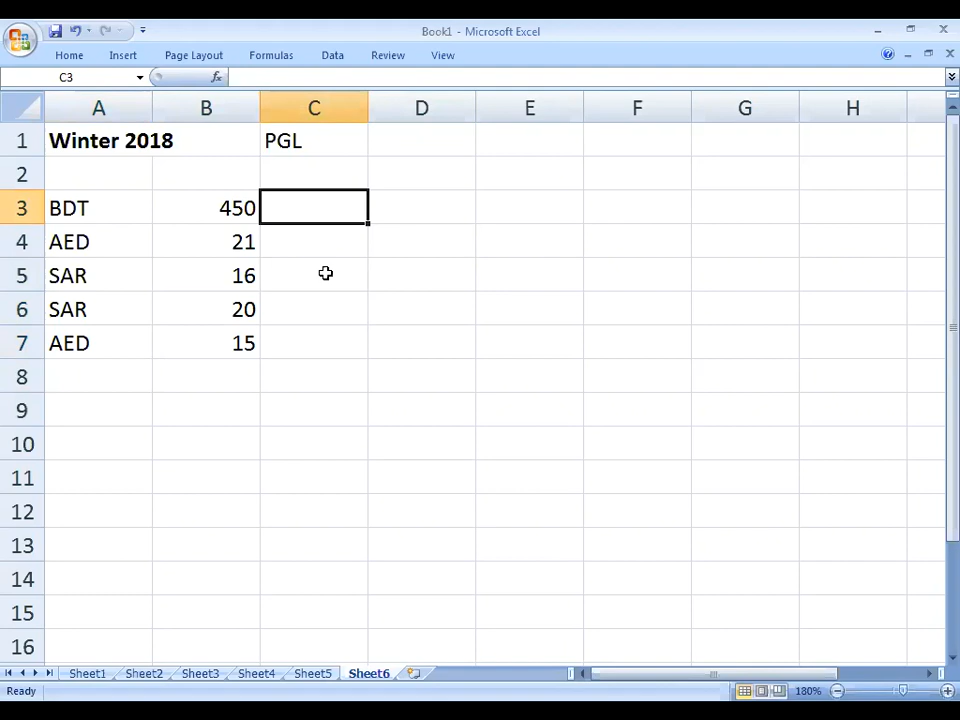 Book1 - Microsoft Excel
Home Insert Page Layout Formulas Data Review View
C3 fx
A B C D E F G H
1 Winter 2018 PGL
2
3 BDT 450
4 AED 21
5 SAR 16
6 SAR 20
7 AED 15
8
9
10
11
12
13
14
15
16
Sheet1 Sheet2 Sheet3 Sheet4 Sheet5 Sheet6
Ready 180%